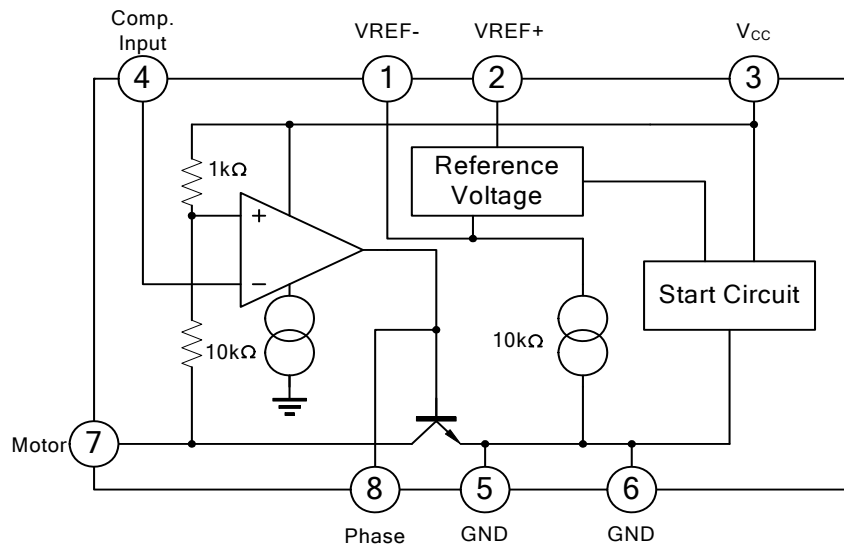 Comp.
Input
VREF-
VREF+
VCC
4
1
2
3
1kΩ
Reference
Voltage
+
−
Start Circuit
10kΩ
10kΩ
Motor
7
8
5
6
Phase
GND
GND